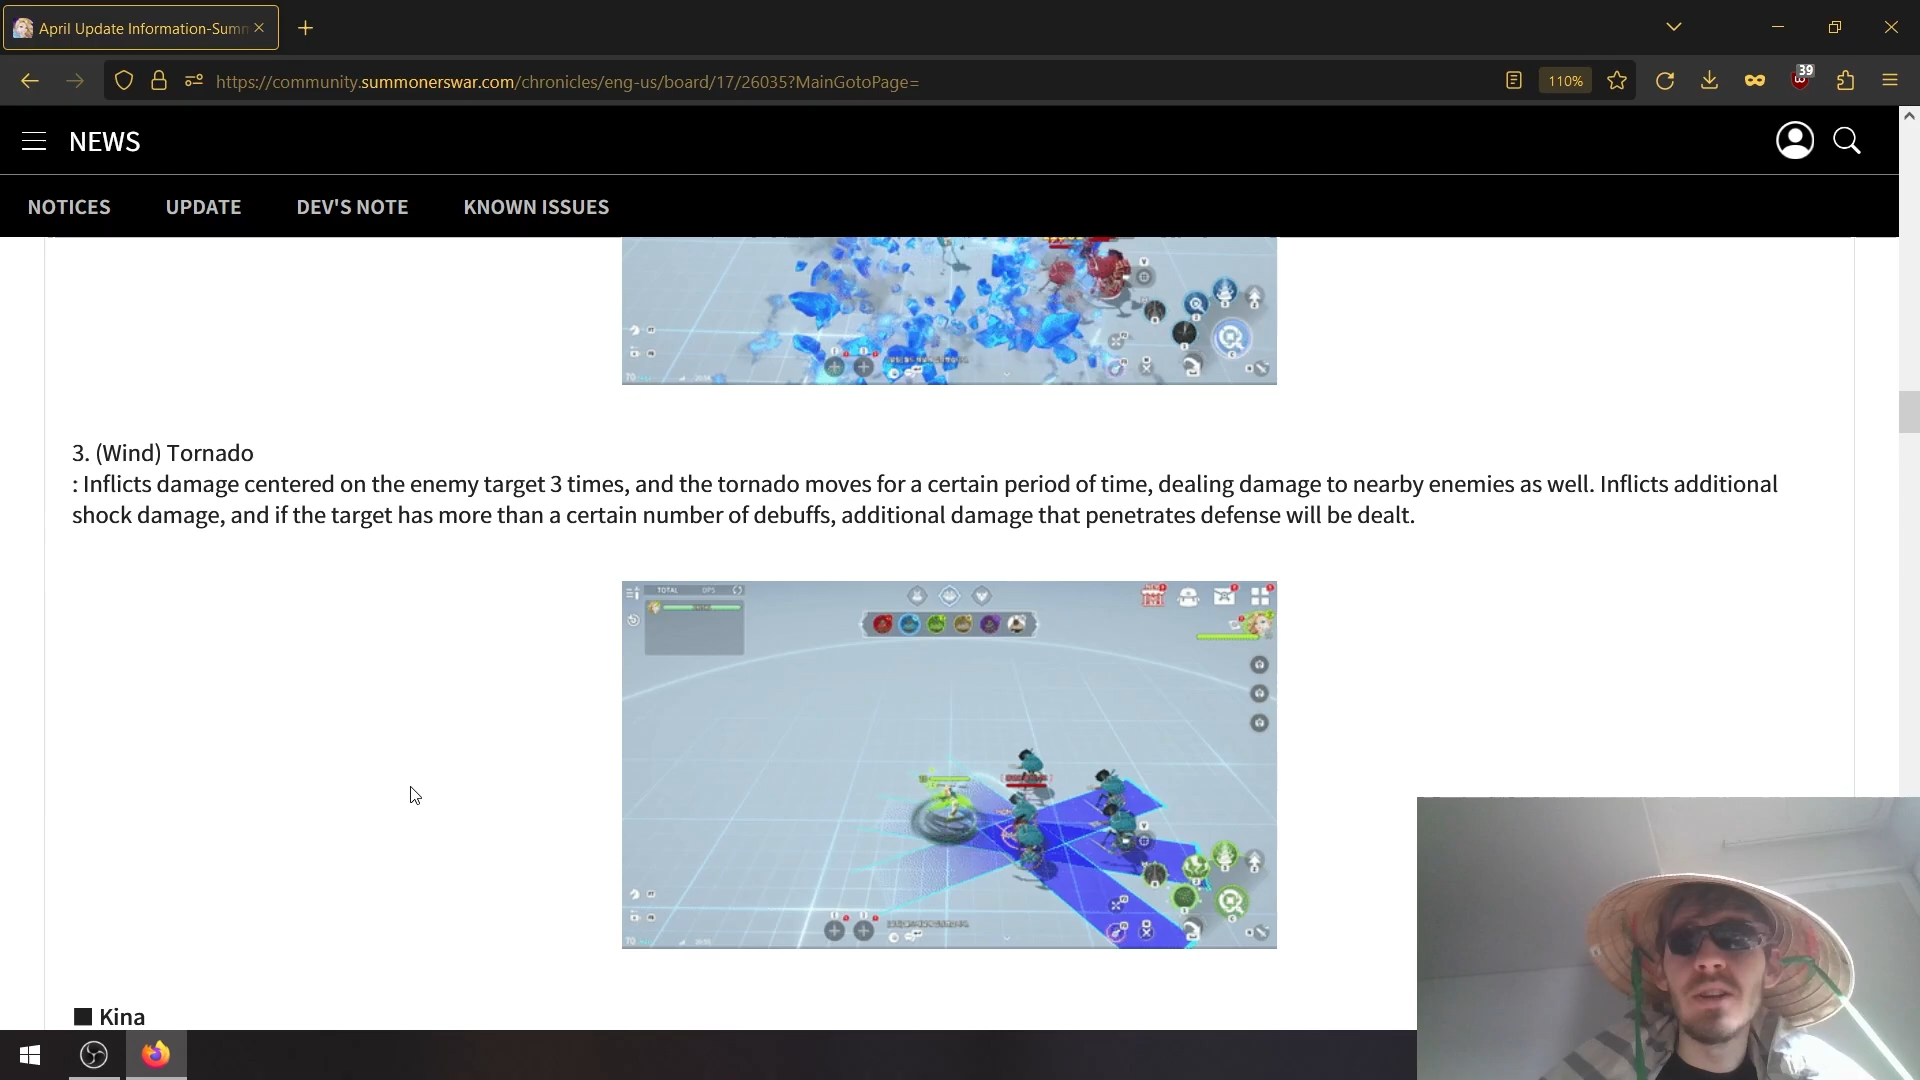 April Update Information-Sum
https://community.summonerswar.com/chronicles/eng-us/board/17/26035?MainGotoPage=
110%
39
NEWS
NOTICES
UPDATE
DEV'S NOTE
KNOWN ISSUES
70
3. (Wind) Tornado
: Inflicts damage centered on the enemy target 3 times, and the tornado moves for a certain period of time, dealing damage to nearby enemies as well. Inflicts additional
shock damage, and if the target has more than a certain number of debuffs, additional damage that penetrates defense will be dealt.
TOTAL
DPS
70
■ Kina